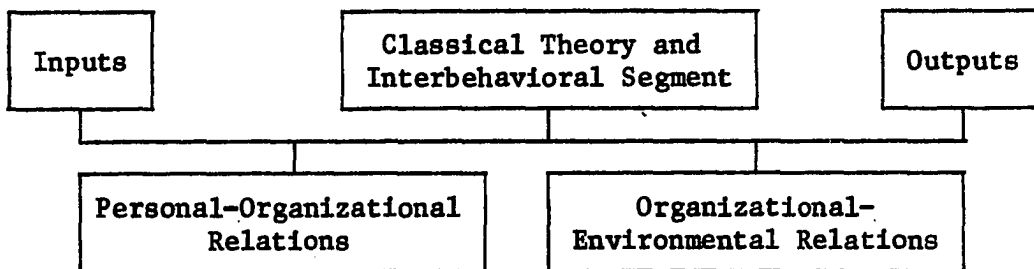 Inputs
Classical Theory and
Interbehavioral Segment
Outputs
Personal-Organizational
Relations
Organizational-
Environmental Relations